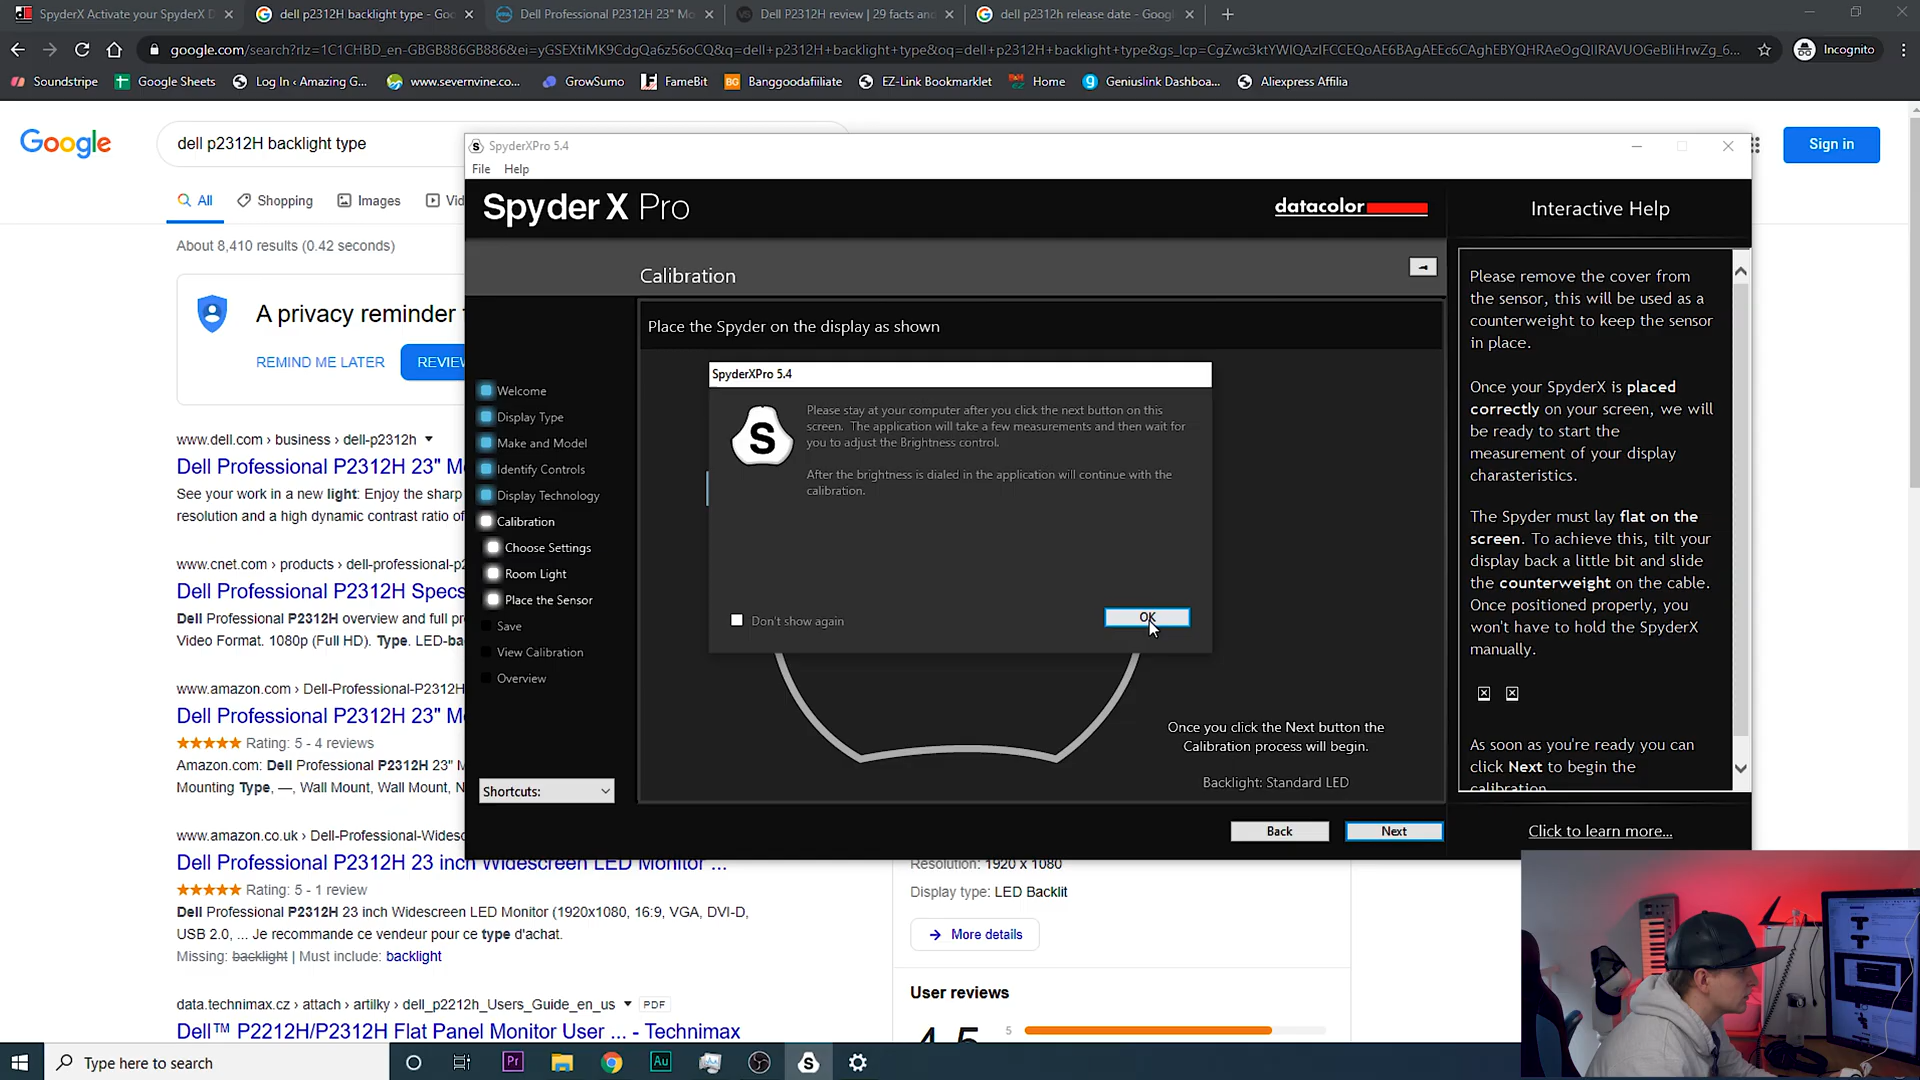 SpyderX Activate your SpyderX D
dell p2312H backlight type - Goo
Dell Professional P2312H 23" Mo
Dell P2312H review | 29 facts and
dell p2312h release date - Googl
Incognito
Soundstripe
Google Sheets
Log In ‹ Amazing G...
www.severnvine.co...
GrowSumo
FameBit
Banggoodafiiliate
EZ-Link Bookmarklet
Home
Geniuslink Dashboa...
Aliexpress Affilia
Google
dell p2312H backlight type
Sign in
All
Shopping
Images
Vid
About 8,410 results (0.42 seconds)
A privacy reminder
REMIND ME LATER
REVIEW
www.dell.com › business › dell-p2312h
Dell Professional P2312H 23" M
See your work in a new light: Enjoy the sharp
resolution and a high dynamic contrast ratio of
www.cnet.com › products › dell-professional-p2
Dell Professional P2312H Specs
Dell Professional P2312H overview and full pr
Video Format. 1080p (Full HD). Type. LED-ba
www.amazon.com › Dell-Professional-P2312H
Dell Professional P2312H 23" M
Rating: 5 - 4 reviews
Amazon.com: Dell Professional P2312H 23" M
Mounting Type, —, Wall Mount, Wall Mount, N
www.amazon.co.uk › Dell-Professional-Widesc
Dell Professional P2312H 23 inch Widescreen LED Monitor ...
Rating: 5 - 1 review
Dell Professional P2312H 23 inch Widescreen LED Monitor (1920x1080, 16:9, VGA, DVI-D,
USB 2.0, ... Je recommande ce vendeur pour ce type d'achat.
Missing: backlight | Must include: backlight
data.technimax.cz › attach › artilky › dell_p2212h_Users_Guide_en_us PDF
Dell™ P2212H/P2312H Flat Panel Monitor User ... - Technimax
Resolution: 1920 x 1080
Display type: LED Backlit
More details
User reviews
4.5
5
SpyderXPro 5.4
File
Help
Spyder X Pro
datacolor
Interactive Help
Calibration
Place the Spyder on the display as shown
Welcome
Display Type
Make and Model
Identify Controls
Display Technology
Calibration
Choose Settings
Room Light
Place the Sensor
Save
View Calibration
Overview
Shortcuts:
SpyderXPro 5.4
S
Please stay at your computer after you click the next button on this
screen. The application will take a few measurements and then wait for
you to adjust the Brightness control.
After the brightness is dialed in the application will continue with the
calibration.
Don't show again
OK
Once you click the Next button the
Calibration process will begin.
Backlight: Standard LED
Back
Next
Please remove the cover from
the sensor, this will be used as a
counterweight to keep the sensor
in place.
Once your SpyderX is placed
correctly on your screen, we will
be ready to start the
measurement of your display
charasteristics.
The Spyder must lay flat on the
screen. To achieve this, tilt your
display back a little bit and slide
the counterweight on the cable.
Once positioned properly, you
won't have to hold the SpyderX
manually.
As soon as you're ready you can
click Next to begin the
calibration
Click to learn more...
Type here to search
Pr
Au
S